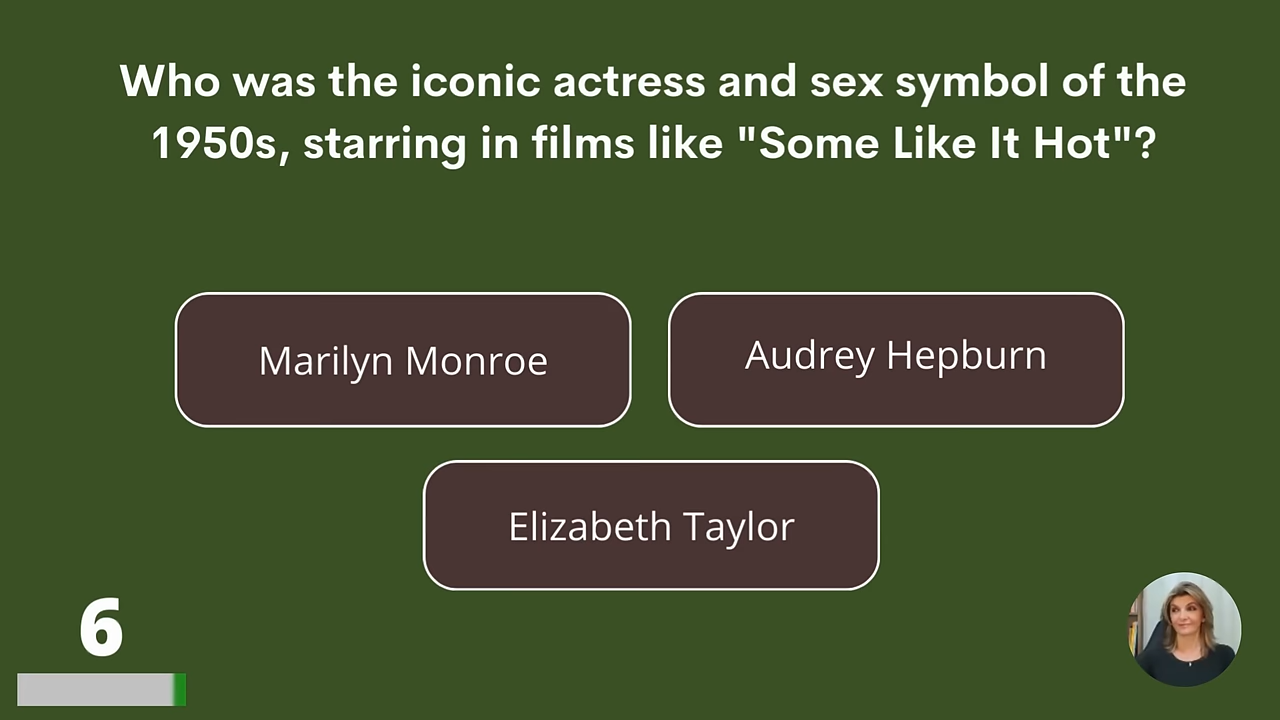 Who was the iconic actress and sex symbol of the
1950s, starring in films like "Some Like It Hot"?
Marilyn Monroe
Audrey Hepburn
Elizabeth Taylor
6